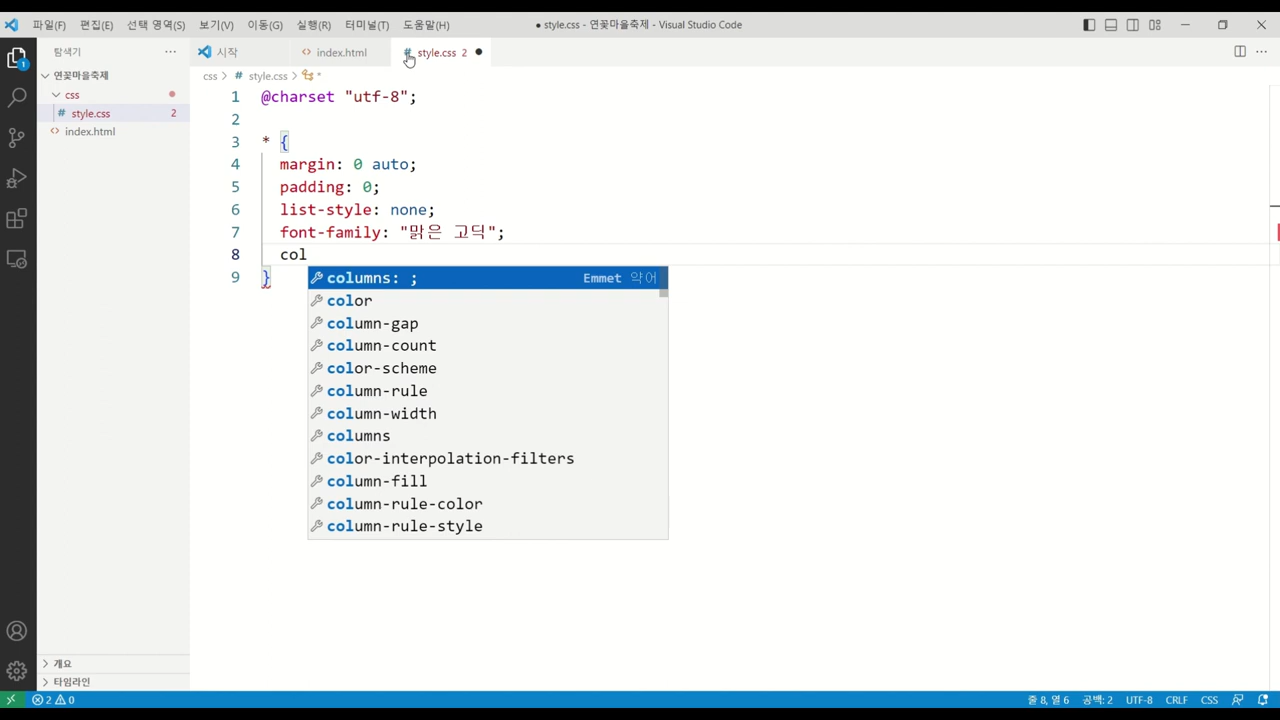 파일(F) 편집(E) 선택 영역(S) 보기(V) 이동(G) 실행(R) 터미널(T) 도움말(H) ● style.css - 연꽃마을축제 - Visual Studio Code
탐색기 ···
시작 <> index.html # style.css 2 ●
css > # style.css > *
연꽃마을축제
css
# style.css 2
<> index.html
1 @charset "utf-8";
2
3 * {
4 margin: 0 auto;
5 padding: 0;
6 list-style: none;
7 font-family: "맑은 고딕";
8 col
9 }
columns: ; Emmet 약어
color
column-gap
column-count
color-scheme
column-rule
column-width
columns
color-interpolation-filters
column-fill
column-rule-color
column-rule-style
1
개요
타임라인
2 0 줄 8, 열 6 공백: 2 UTF-8 CRLF CSS